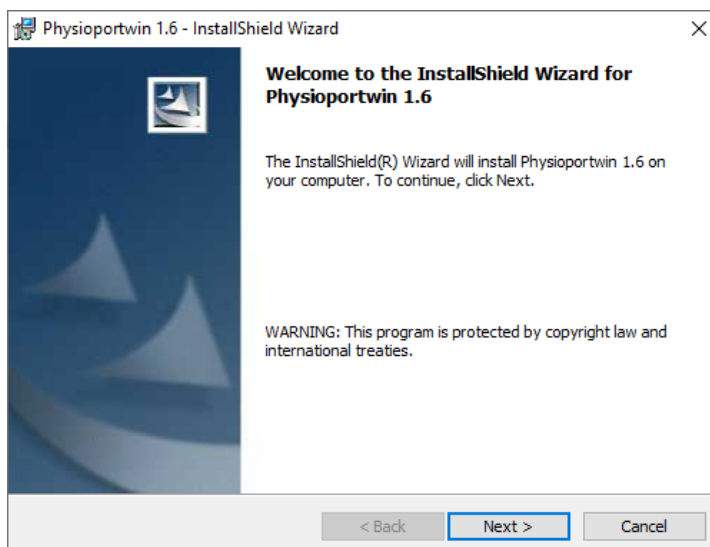 Physioportwin 1.6 - InstallShield Wizard
Welcome to the InstallShield Wizard for
Physioportwin 1.6
The InstallShield(R) Wizard will install Physioportwin 1.6 on
your computer. To continue, click Next.
WARNING: This program is protected by copyright law and
international treaties.
< Back
Next >
Cancel